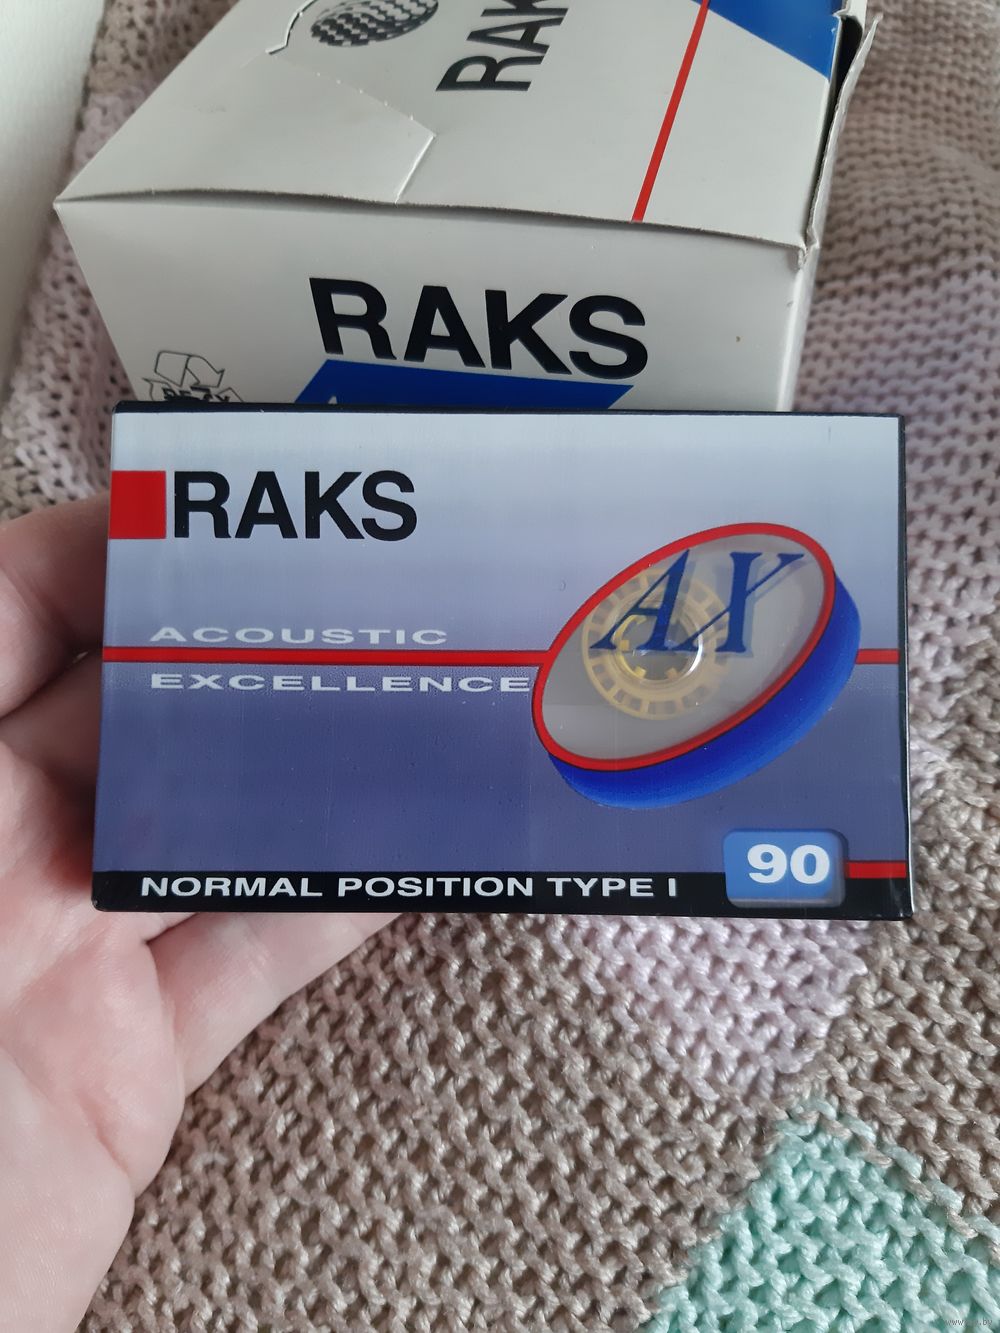 RAKS
RAKS
RAKS
AX
ACOUSTIC
EXCELLENCE
90
NORMAL POSITION TYPE I